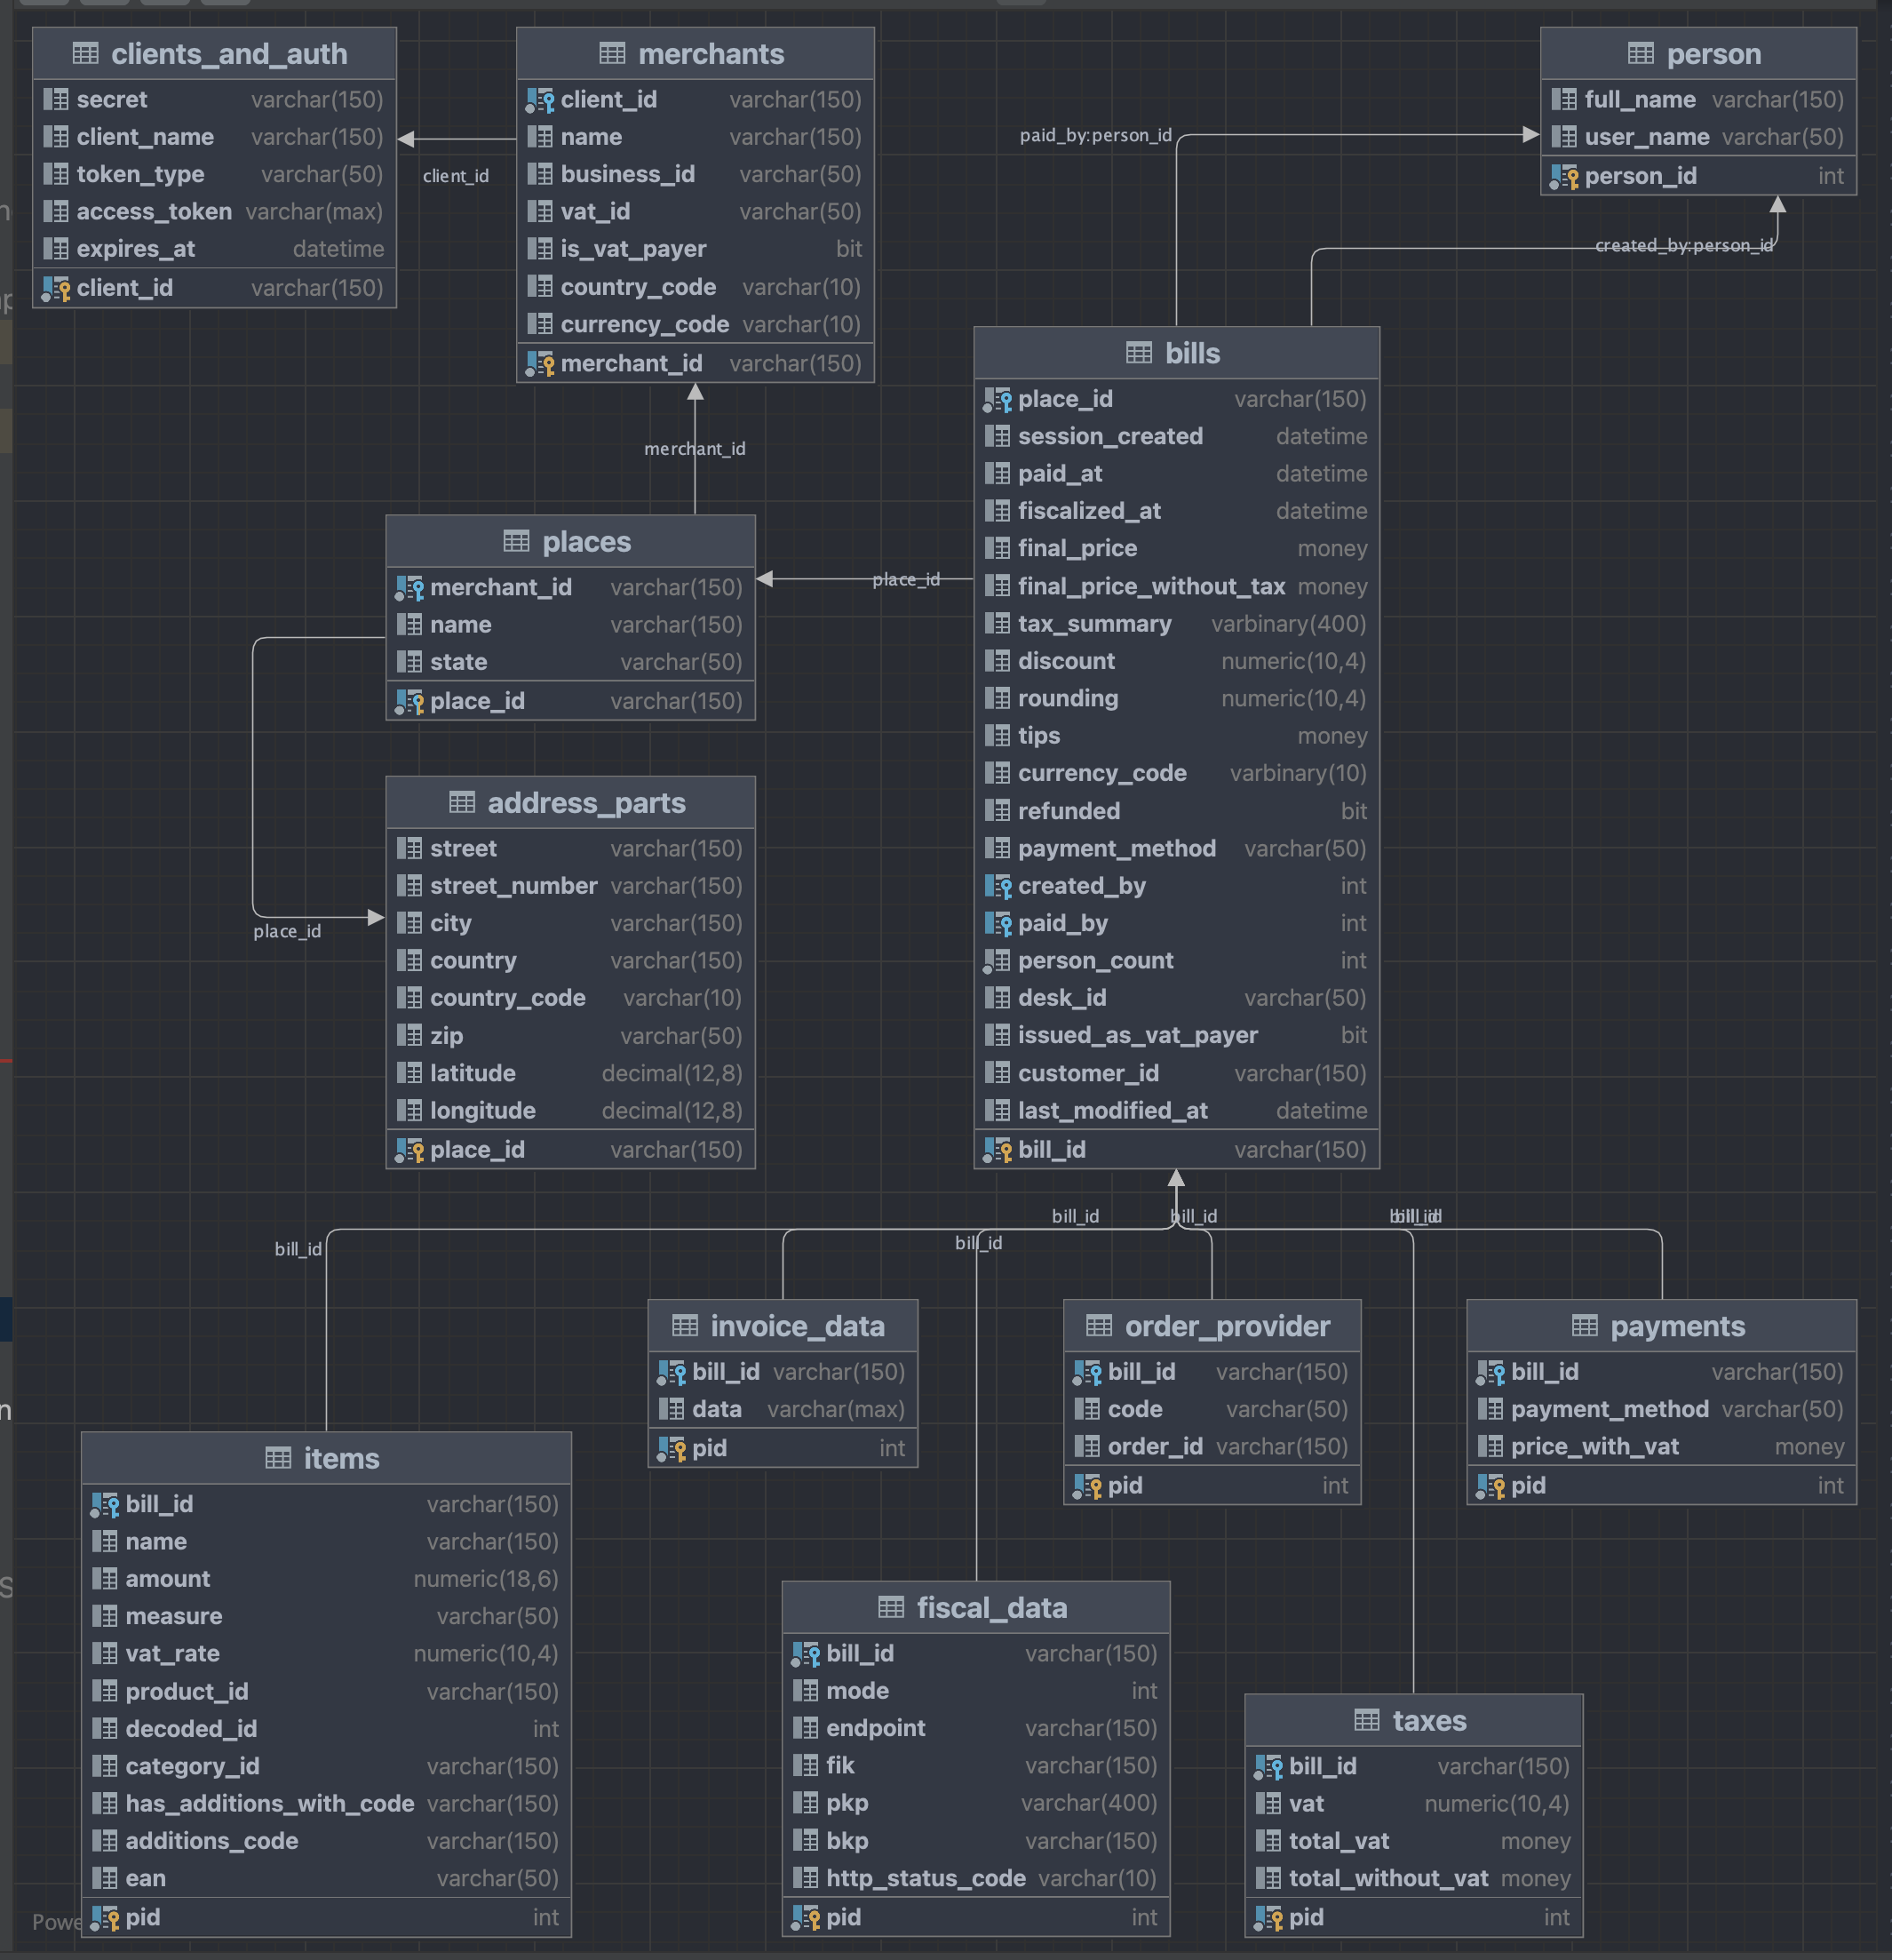 clients_and_auth
secret varchar(150)
client_name varchar(150)
token_type varchar(50)
access_token varchar(max)
expires_at datetime
client_id varchar(150)
client_id
merchants
client_id varchar(150)
name varchar(150)
business_id varchar(50)
vat_id varchar(50)
is_vat_payer bit
country_code varchar(10)
currency_code varchar(10)
merchant_id varchar(150)
merchant_id
person
full_name varchar(150)
user_name varchar(50)
person_id int
paid_by:person_id
created_by:person_id
bills
place_id varchar(150)
session_created datetime
paid_at datetime
fiscalized_at datetime
final_price money
final_price_without_tax money
tax_summary varbinary(400)
discount numeric(10,4)
rounding numeric(10,4)
tips money
currency_code varbinary(10)
refunded bit
payment_method varchar(50)
created_by int
paid_by int
person_count int
desk_id varchar(50)
issued_as_vat_payer bit
customer_id varchar(150)
last_modified_at datetime
bill_id varchar(150)
places
merchant_id varchar(150)
name varchar(150)
state varchar(50)
place_id varchar(150)
place_id
place_id
address_parts
street varchar(150)
street_number varchar(150)
city varchar(150)
country varchar(150)
country_code varchar(10)
zip varchar(50)
latitude decimal(12,8)
longitude decimal(12,8)
place_id varchar(150)
bill_id
bill_id
bill_id
bill_id
invoice_data
bill_id varchar(150)
data varchar(max)
pid int
order_provider
bill_id varchar(150)
code varchar(50)
order_id varchar(150)
pid int
payments
bill_id varchar(150)
payment_method varchar(50)
price_with_vat money
pid int
items
bill_id varchar(150)
name varchar(150)
amount numeric(18,6)
measure varchar(50)
vat_rate numeric(10,4)
product_id varchar(150)
decoded_id int
category_id varchar(150)
has_additions_with_code varchar(150)
additions_code varchar(150)
ean varchar(50)
pid int
fiscal_data
bill_id varchar(150)
mode int
endpoint varchar(150)
fik varchar(150)
pkp varchar(400)
bkp varchar(150)
http_status_code varchar(10)
pid int
taxes
bill_id varchar(150)
vat numeric(10,4)
total_vat money
total_without_vat money
pid int
Powe